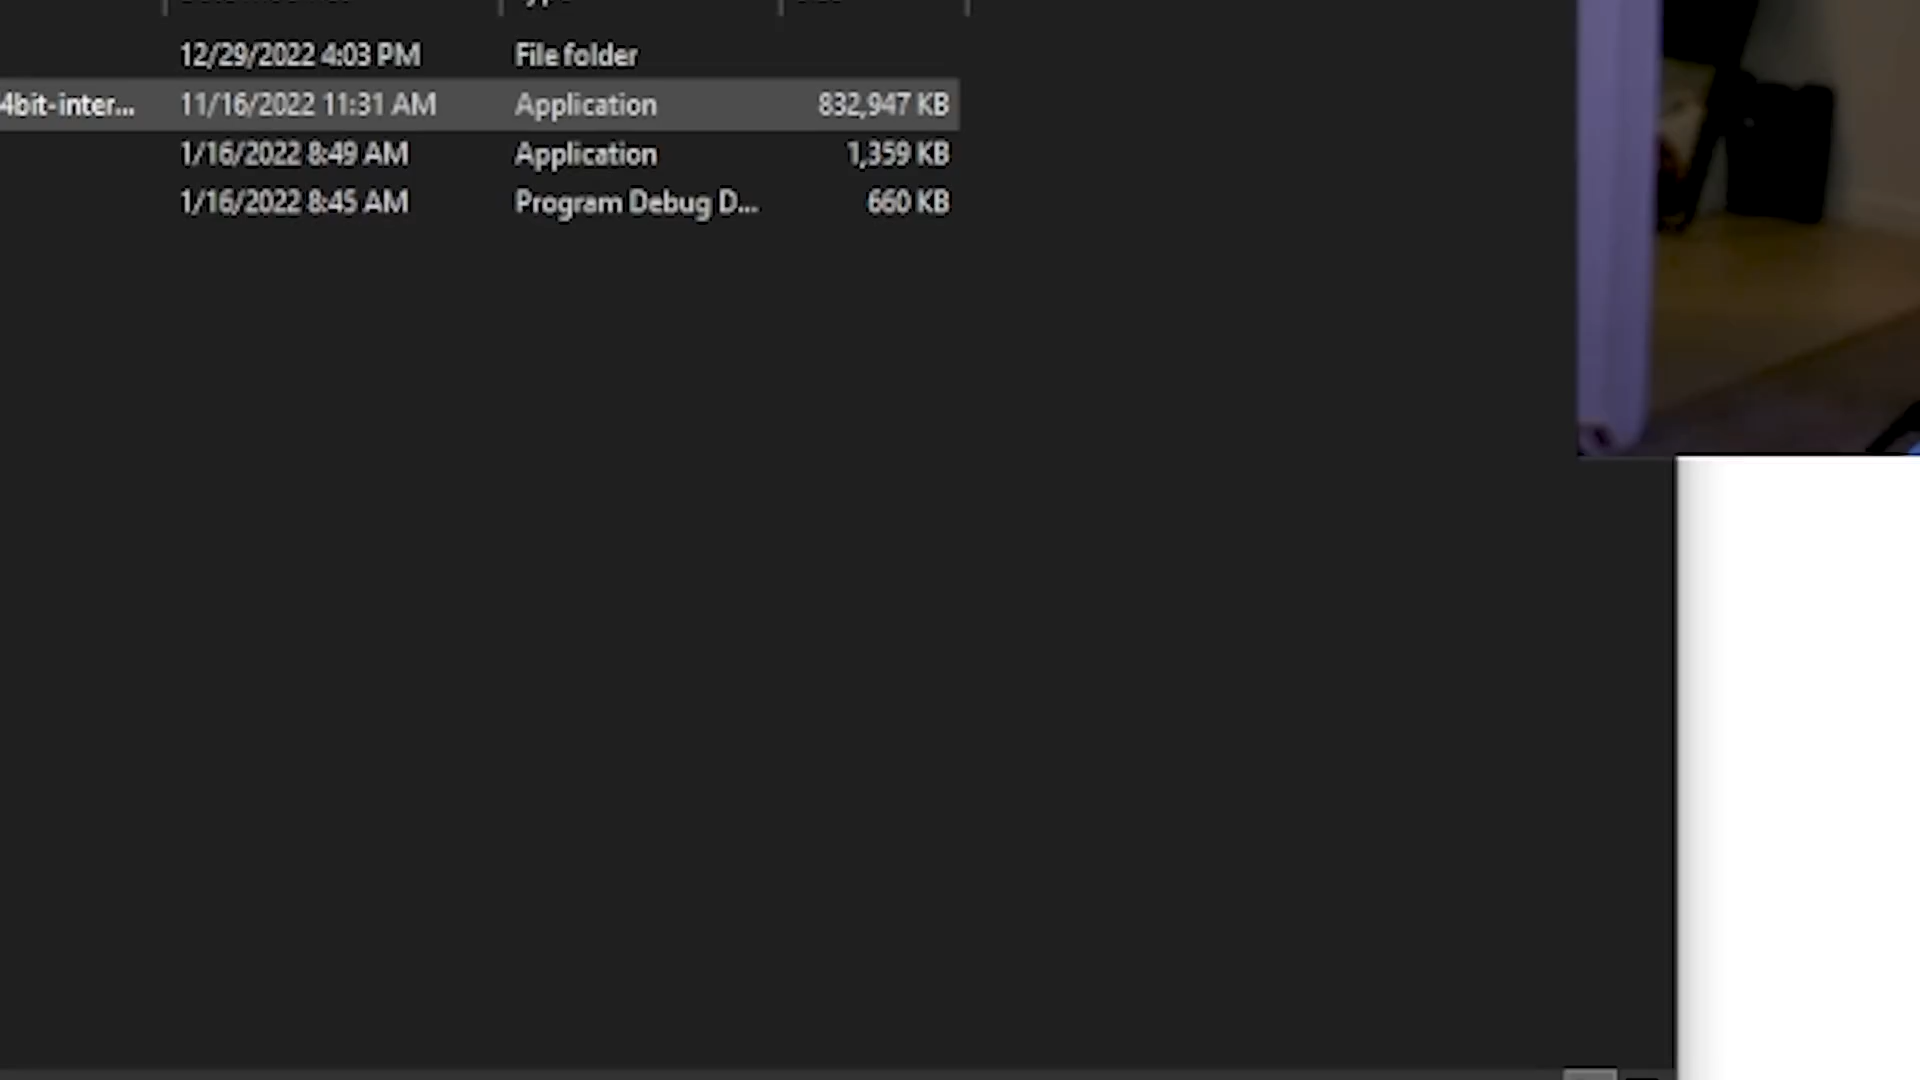 12/29/2022 4:03 PM File folder
4bit-inter... 11/16/2022 11:31 AM Application 832,947 KB
1/16/2022 8:49 AM Application 1,359 KB
1/16/2022 8:45 AM Program Debug D... 660 KB